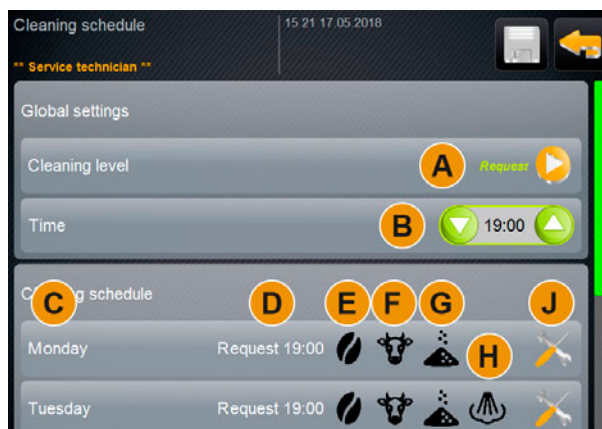 Cleaning schedule
15 21 17.05.2018
** Service technician **
Global settings
Cleaning level A Request
Time B 19:00
C g schedule D E F G J
Monday Request 19:00 H
Tuesday Request 19:00